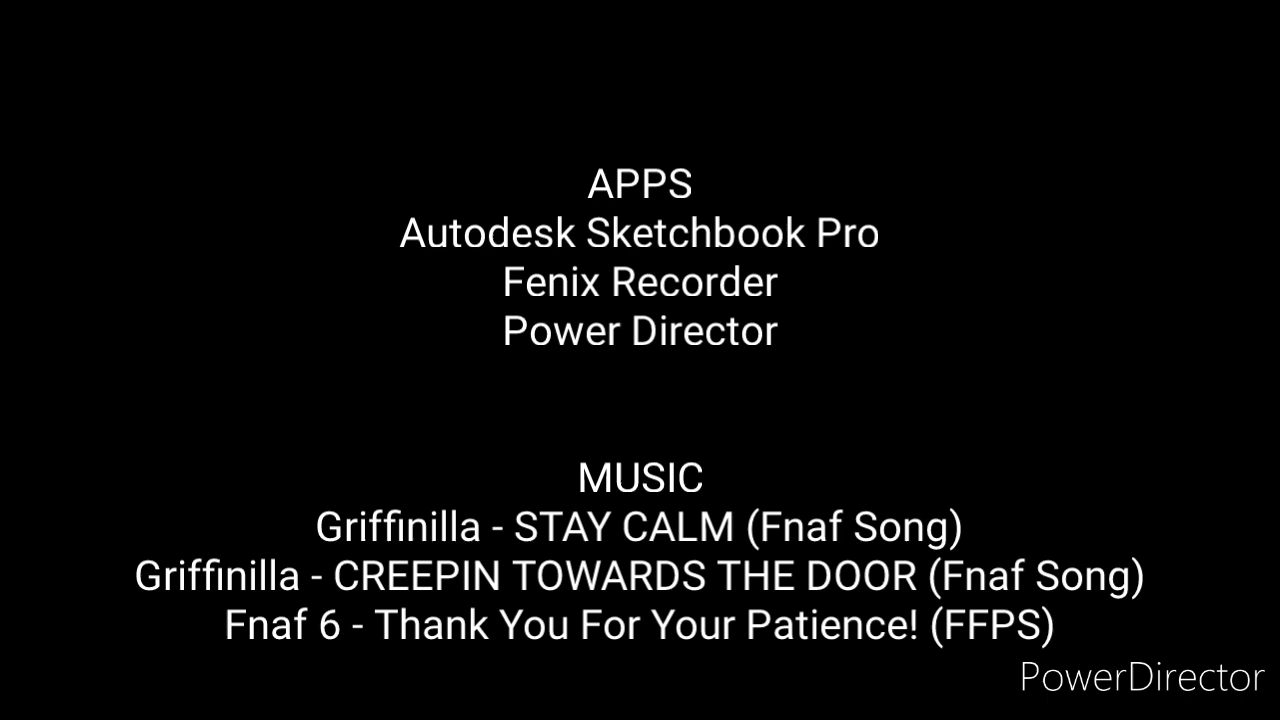 APPS
Autodesk Sketchbook Pro
Fenix Recorder
Power Director
MUSIC
Griffinilla - STAY CALM (Fnaf Song)
Griffinilla - CREEPIN TOWARDS THE DOOR (Fnaf Song)
Fnaf 6 - Thank You For Your Patience! (FFPS)
PowerDirector